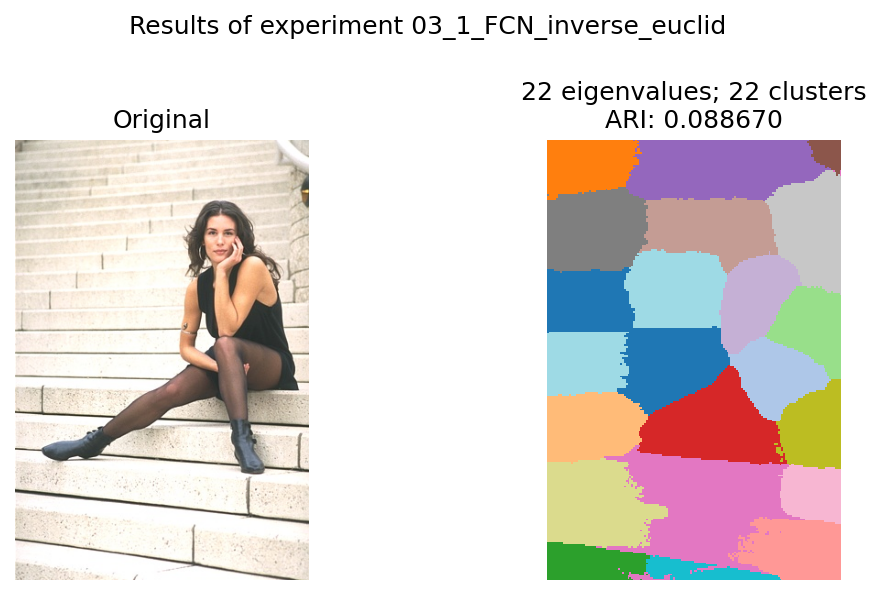 Results of experiment 03_1_FCN_inverse_euclid
Original
22 eigenvalues; 22 clusters
ARI: 0.088670